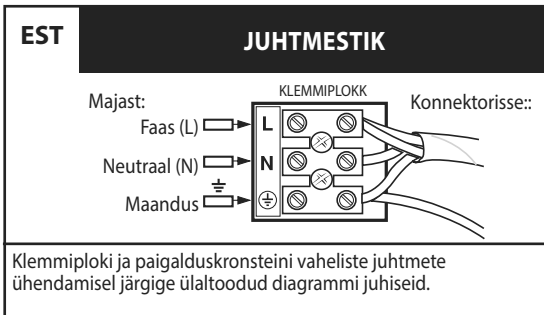 EST
JUHTMESTIK
KLEMMIPLOKK
Majast:
Konnektorisse::
Faas (L)
L
Neutraal (N)
N
Maandus
Klemmiploki ja paigalduskronsteini vaheliste juhtmete
ühendamisel järgige ülaltoodud diagrammi juhiseid.